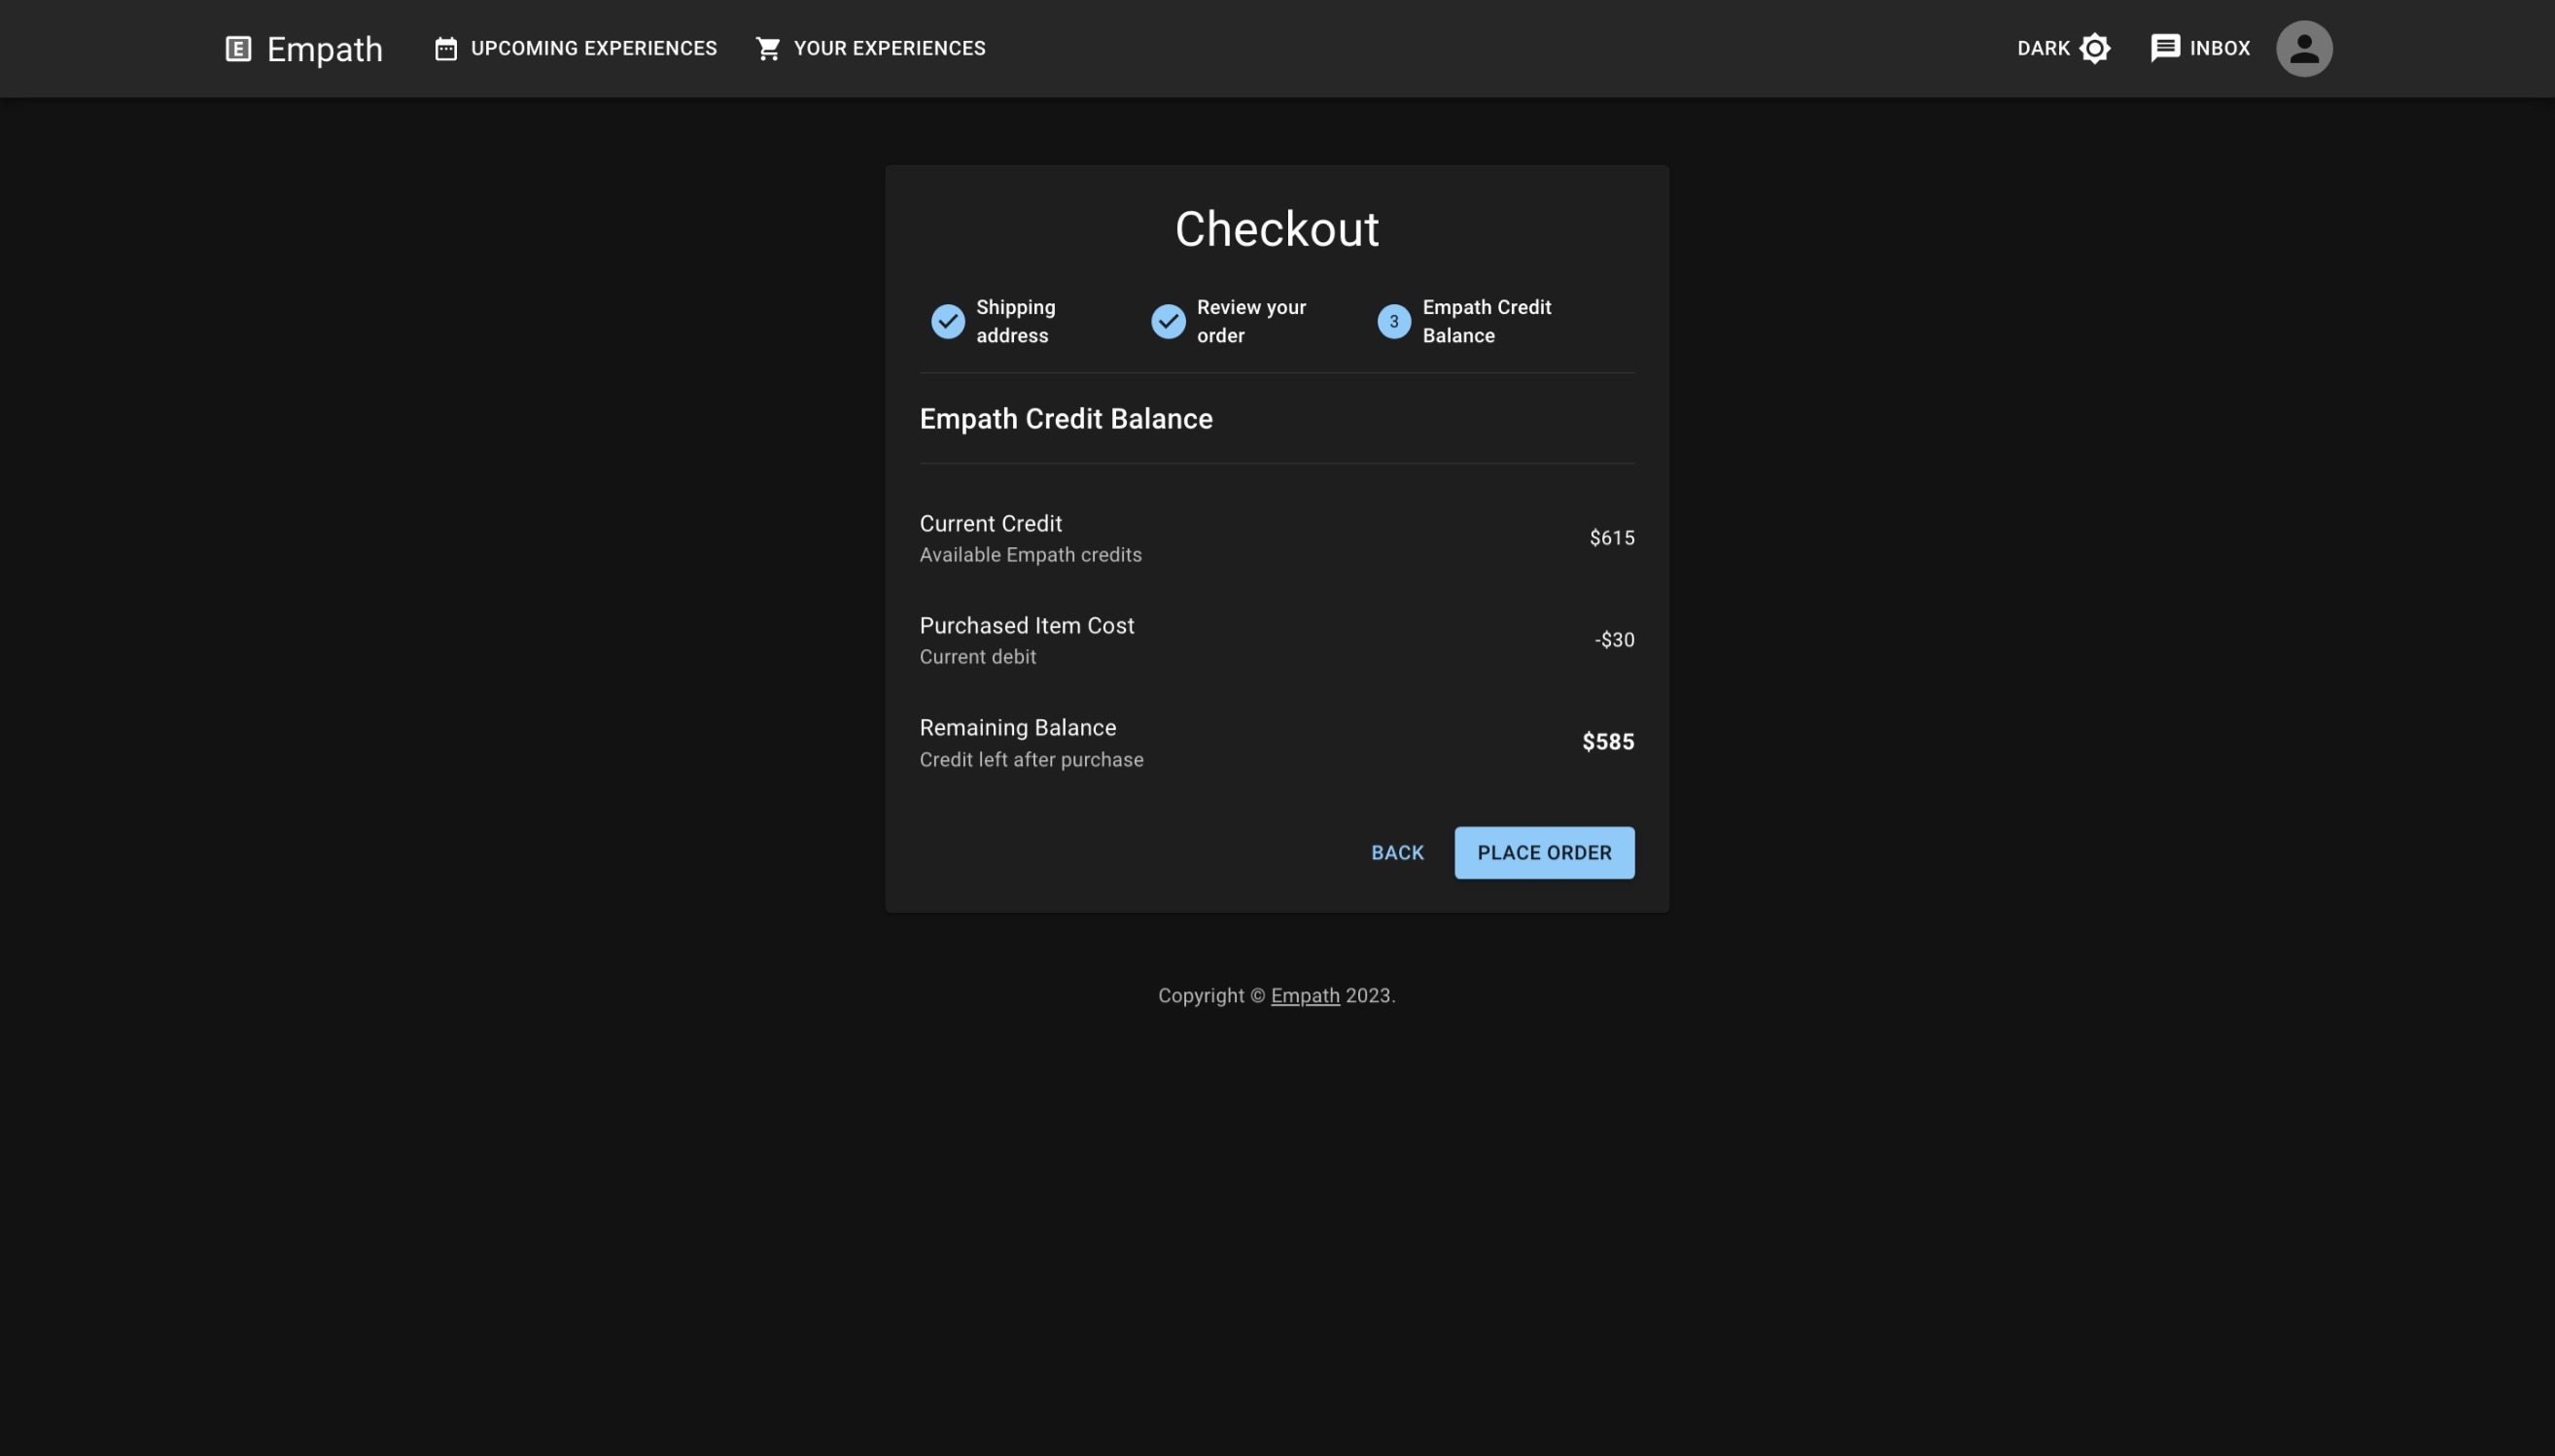 E Empath
UPCOMING EXPERIENCES
YOUR EXPERIENCES
DARK
INBOX
Checkout
Shipping
address
Review your
order
3
Empath Credit
Balance
Empath Credit Balance
Current Credit
Available Empath credits
$615
Purchased Item Cost
Current debit
-$30
Remaining Balance
Credit left after purchase
$585
BACK
PLACE ORDER
Copyright © Empath 2023.